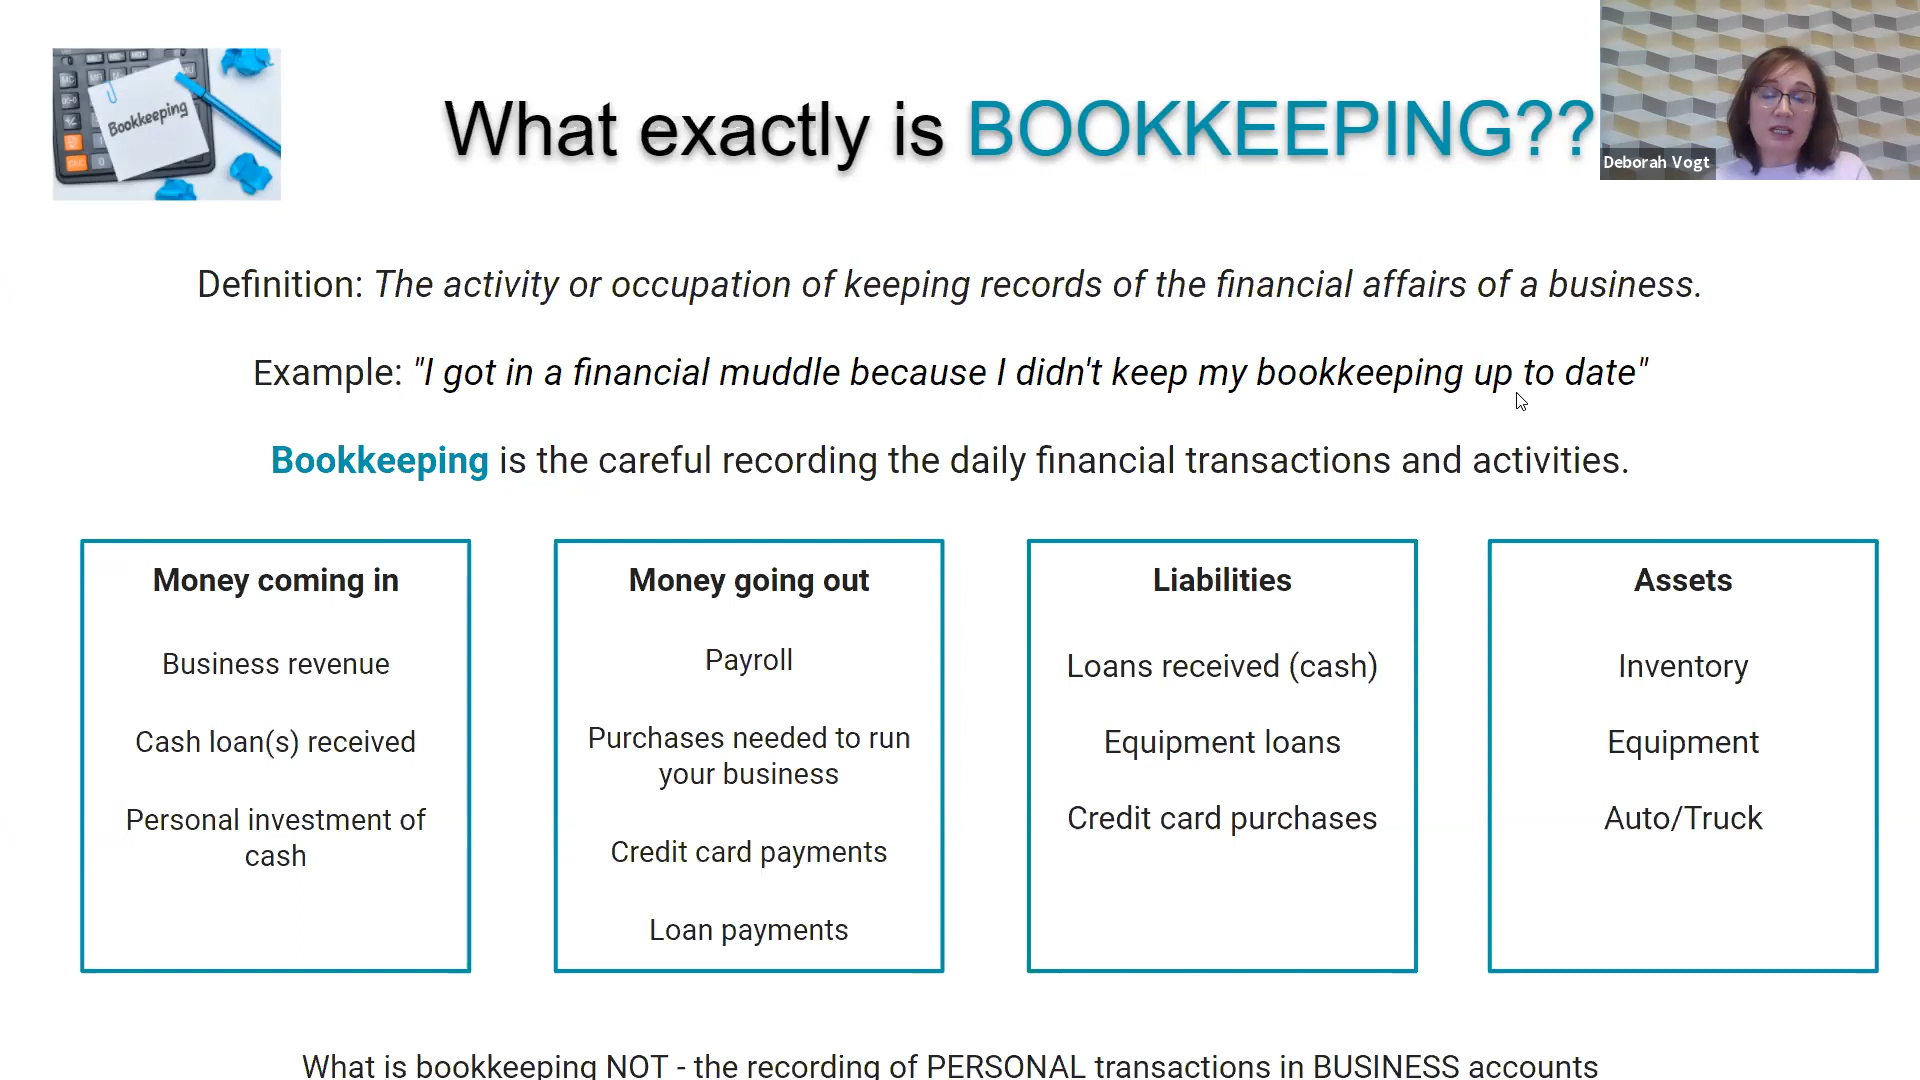 Bookkeeping
What exactly is BOOKKEEPING??
Deborah Vogt
Definition: The activity or occupation of keeping records of the financial affairs of a business.
Example: "I got in a financial muddle because I didn't keep my bookkeeping up to date"
Bookkeeping is the careful recording the daily financial transactions and activities.
Money coming in
Business revenue
Cash loan(s) received
Personal investment of
cash
Money going out
Payroll
Purchases needed to run
your business
Credit card payments
Loan payments
Liabilities
Loans received (cash)
Equipment loans
Credit card purchases
Assets
Inventory
Equipment
Auto/Truck
What is bookkeeping NOT - the recording of PERSONAL transactions in BUSINESS accounts